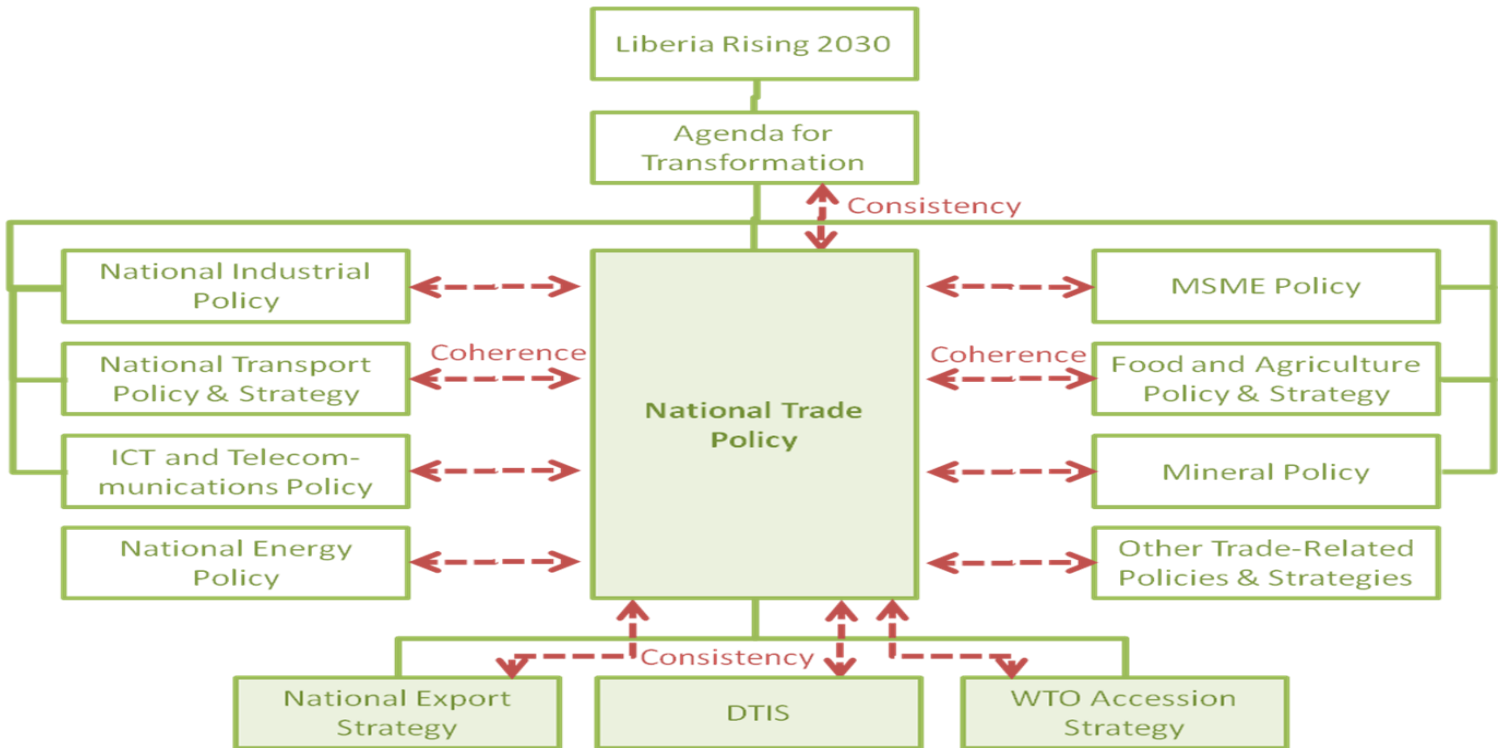 Liberia Rising 2030
Agenda for
Transformation
Consistency
National Industrial
Policy
MSME Policy
National Transport
Policy & Strategy
Coherence
National Trade
Policy
Coherence
Food and Agriculture
Policy & Strategy
ICT and Telecom-
munications Policy
Mineral Policy
National Energy
Policy
Other Trade-Related
Policies & Strategies
Consistency
National Export
Strategy
DTIS
WTO Accession
Strategy